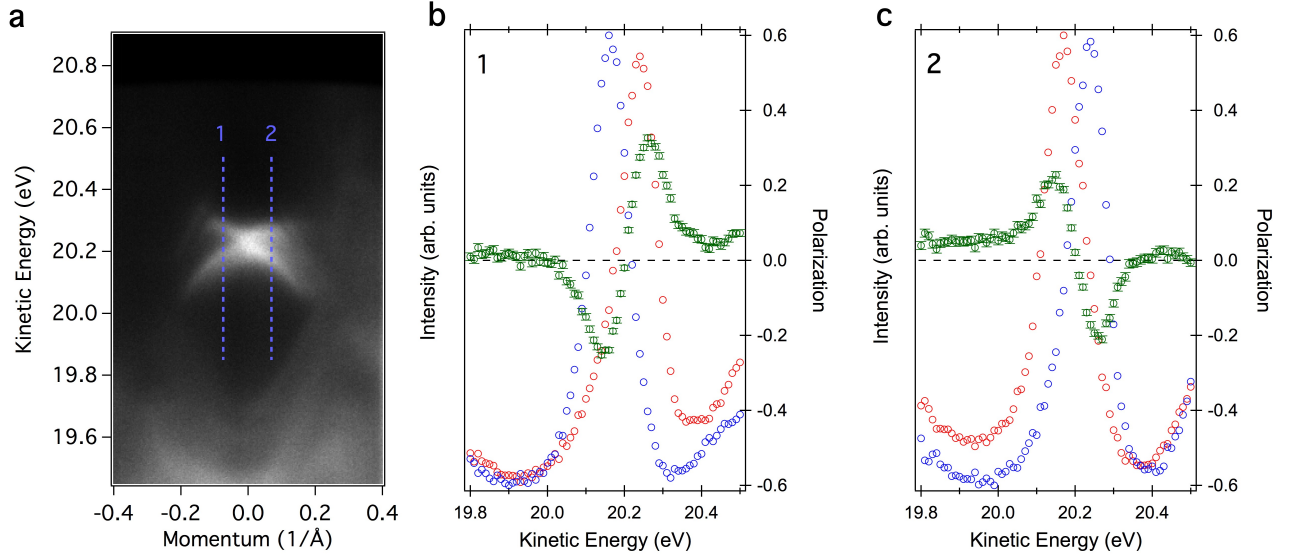 a
Kinetic Energy (eV)
20.8
20.6
20.4
20.2
20.0
19.8
19.6
1 2
-0.4 -0.2 0.0 0.2 0.4
Momentum (1/Å)
b
1
Intensity (arb. units)
0.6
0.4
0.2
0.0
-0.2
-0.4
-0.6
Polarization
19.8 20.0 20.2 20.4
Kinetic Energy (eV)
c
2
Intensity (arb. units)
0.6
0.4
0.2
0.0
-0.2
-0.4
-0.6
Polarization
19.8 20.0 20.2 20.4
Kinetic Energy (eV)